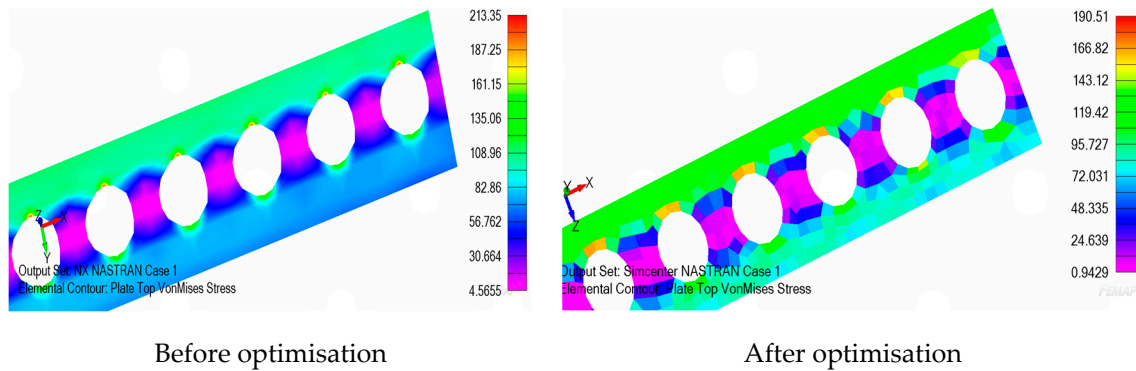 213.35
187.25
161.15
135.06
108.96
82.86
56.762
30.664
4.5655
Z
X
Y
Output Set: NX NASTRAN Case 1
Elemental Contour: Plate Top VonMises Stress
Before optimisation
190.51
166.82
143.12
119.42
95.727
72.031
48.335
24.639
0.9429
Y
X
Z
Output Set: Simcenter NASTRAN Case 1
Elemental Contour: Plate Top VonMises Stress
FEMAP
After optimisation